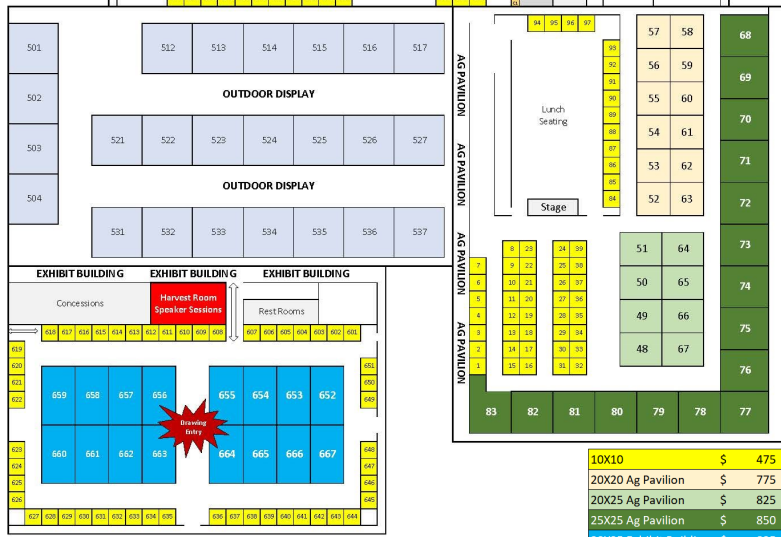 501
512 513 514 515 516 517
502
OUTDOOR DISPLAY
503
521 522 523 524 525 526 527
504
OUTDOOR DISPLAY
531 532 533 534 535 536 537
AG PAVILION
AG PAVILION
AG PAVILION
AG PAVILION
94 95 96 97
93
92
91
90
89
88
87
86
85
84
Lunch
Seating
Stage
57 58
56 59
55 60
54 61
53 62
52 63
68
69
70
71
72
73
74
75
76
77
7
6
5
4
3
2
1
8 23
9 22
10 21
11 20
12 19
13 18
14 17
15 16
24 39
25 38
26 37
27 36
28 35
29 34
30 33
31 32
51 64
50 65
49 66
48 67
83 82 81 80 79 78
EXHIBIT BUILDING EXHIBIT BUILDING EXHIBIT BUILDING
Concessions
Harvest Room
Speaker Sessions
Rest Rooms
618 617 616 615 614 613 612 611 610 609 608
607 606 605 604 603 602 601
619
620
621
622
651
650
649
659 658 657 656
655 654 653 652
Drawing
Entry
660 661 662 663
664 665 666 667
623
624
625
626
648
647
646
645
627 628 629 630 631 632 633 634 635
636 637 638 639 640 641 642 643 644
10X10 $ 475
20X20 Ag Pavilion $ 775
20X25 Ag Pavilion $ 825
25X25 Ag Pavilion $ 850